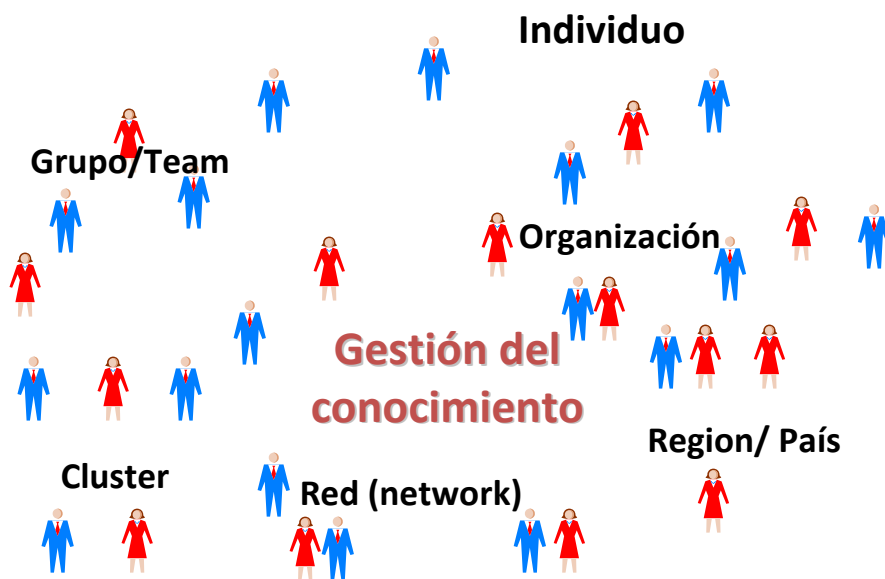 Individuo
Grupo/Team
Organización
Gestión del
conocimiento
Region/ País
Cluster
Red (network)